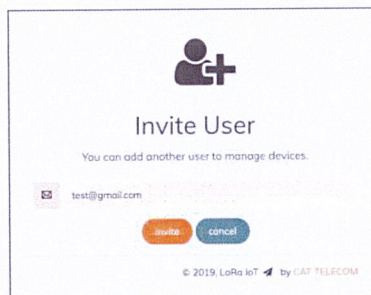 Invite User
You can add another user to manage devices.
test@gmail.com
invite cancel
© 2019, LoRa IoT by CAT TELECOM